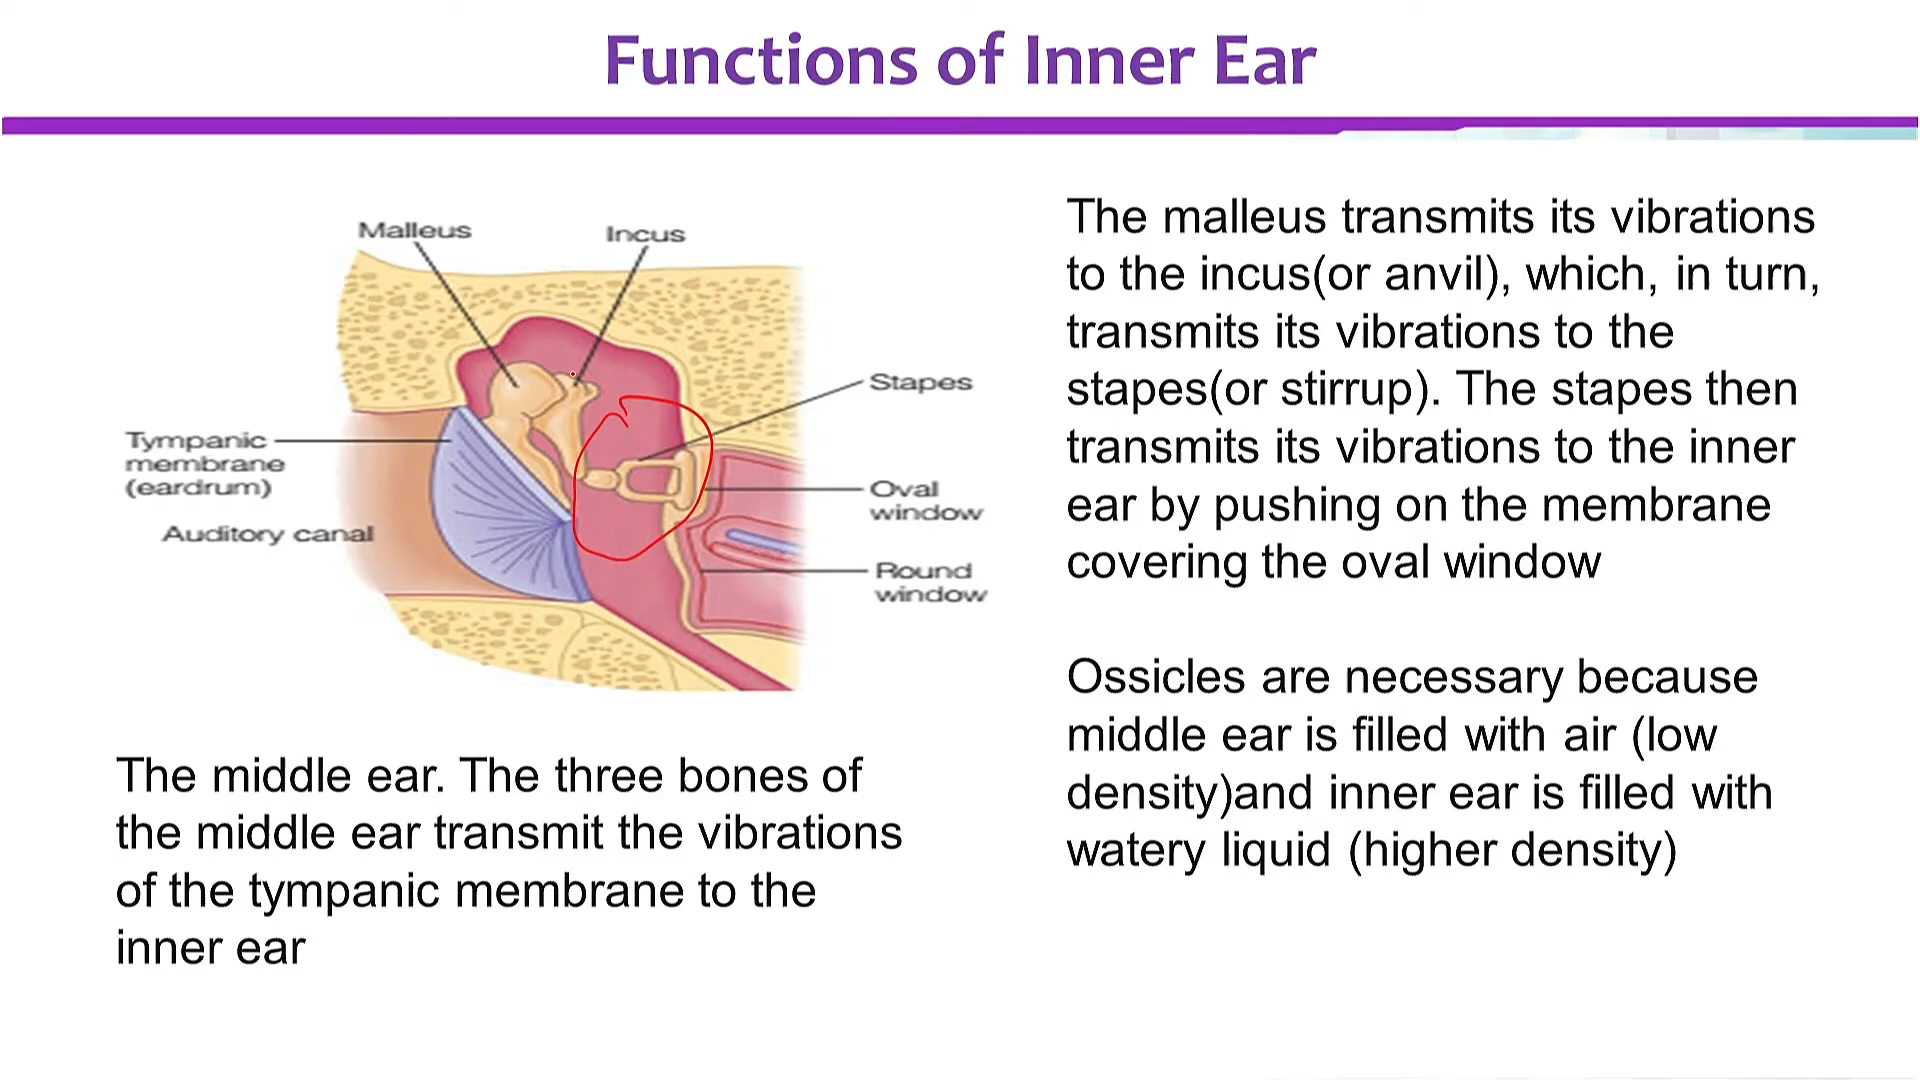 Functions of Inner Ear
Malleus
Incus
Stapes
Tympanic
membrane
(eardrum)
Auditory canal
Oval
window
Round
window
The middle ear. The three bones of
the middle ear transmit the vibrations
of the tympanic membrane to the
inner ear
The malleus transmits its vibrations
to the incus(or anvil), which, in turn,
transmits its vibrations to the
stapes(or stirrup). The stapes then
transmits its vibrations to the inner
ear by pushing on the membrane
covering the oval window
Ossicles are necessary because
middle ear is filled with air (low
density)and inner ear is filled with
watery liquid (higher density)